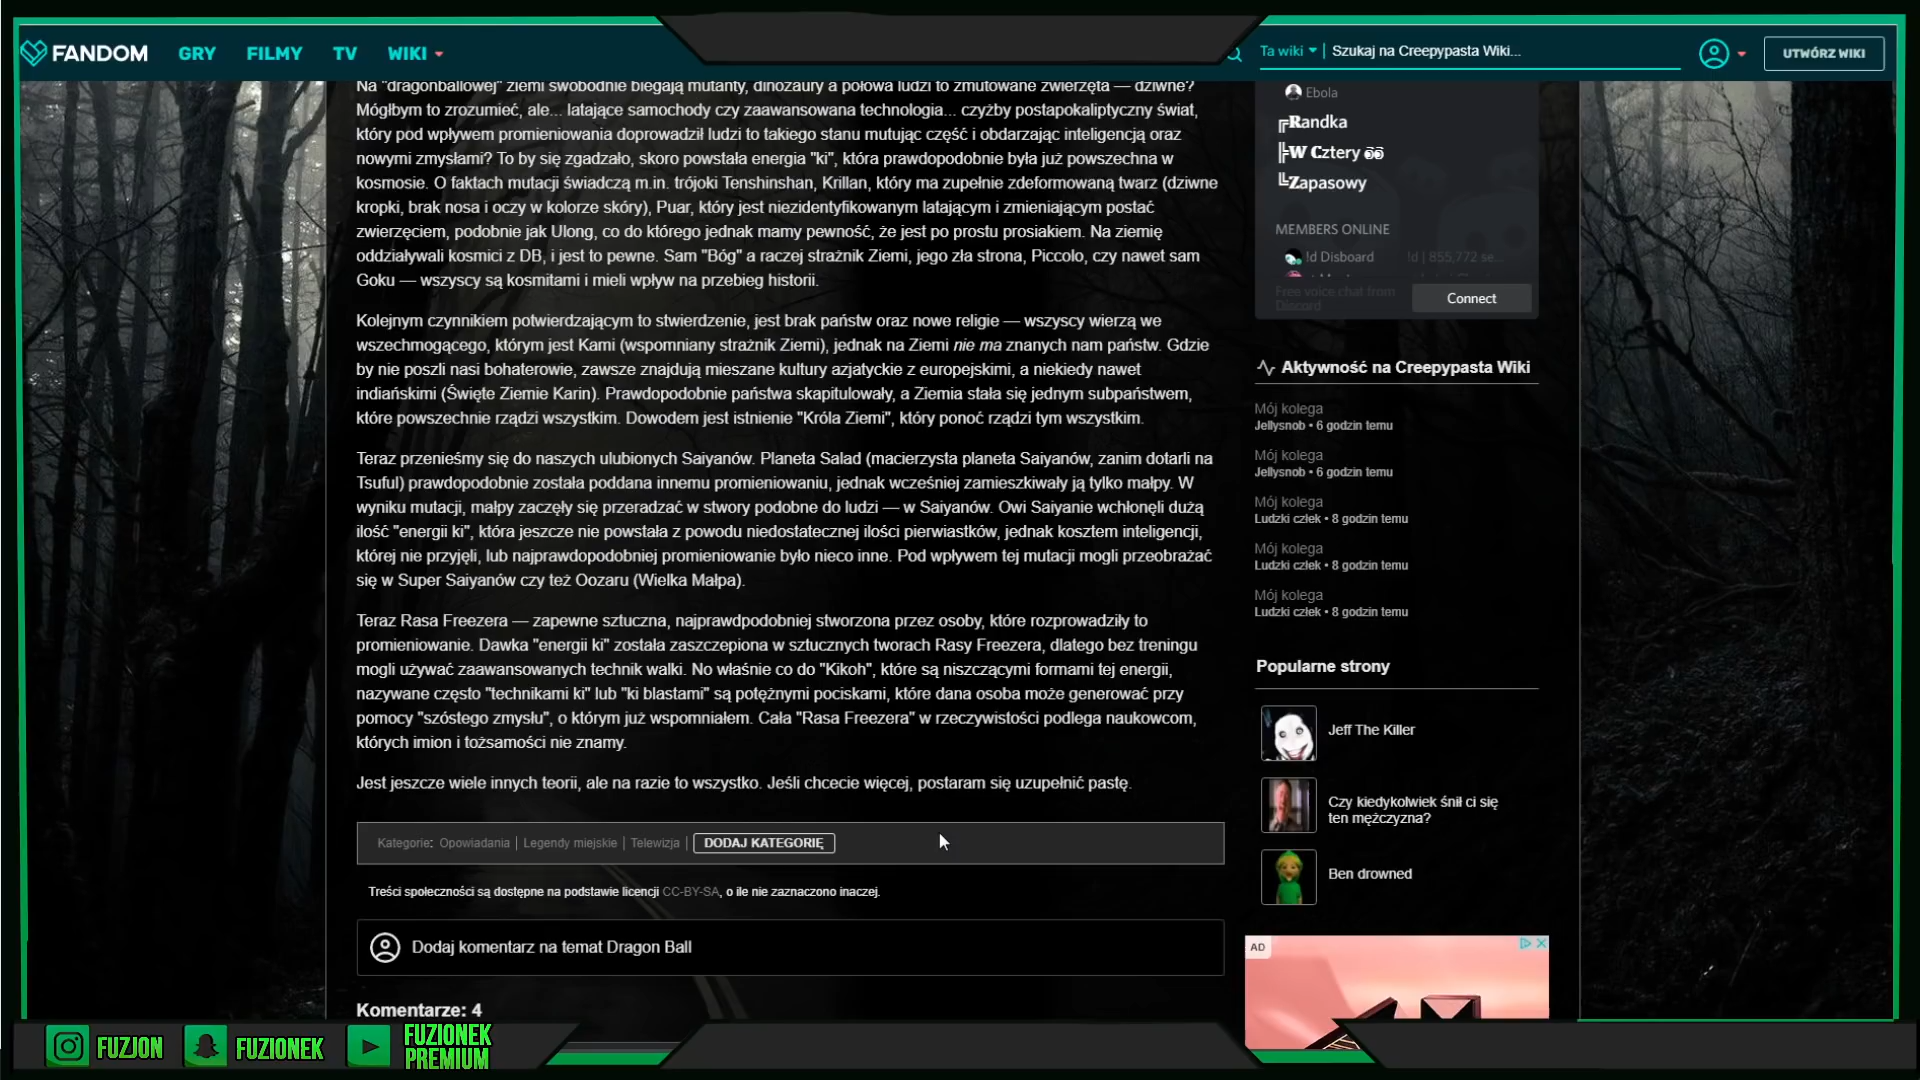 FANDOM
GRY
FILMY
TV
WIKI
Ta wiki
Szukaj na Creepypasta Wiki...
UTWÓRZ WIKI
Na "dragonballowej" ziemi swobodnie biegają mutanty, dinozaury a połowa ludzi to zmutowane zwierzęta — dziwne?
Mógłbym to zrozumieć, ale... latające samochody czy zaawansowana technologia... czyżby postapokaliptyczny świat,
który pod wpływem promieniowania doprowadził ludzi to takiego stanu mutując część i obdarzając inteligencją oraz
nowymi zmysłami? To by się zgadzało, skoro powstała energia "ki", która prawdopodobnie była już powszechna w
kosmosie. O faktach mutacji świadczą m.in. trójoki Tenshinshan, Krillan, który ma zupełnie zdeformowaną twarz (dziwne
kropki, brak nosa i oczy w kolorze skóry), Puar, który jest niezidentyfikowanym latającym i zmieniającym postać
zwierzęciem, podobnie jak Ulong, co do którego jednak mamy pewność, że jest po prostu prosiakiem. Na ziemię
oddziaływali kosmici z DB, i jest to pewne. Sam "Bóg" a raczej strażnik Ziemi, jego zła strona, Piccolo, czy nawet sam
Goku — wszyscy są kosmitami i mieli wpływ na przebieg historii.
Kolejnym czynnikiem potwierdzającym to stwierdzenie, jest brak państw oraz nowe religie — wszyscy wierzą we
wszechmogącego, którym jest Kami (wspomniany strażnik Ziemi), jednak na Ziemi nie ma znanych nam państw. Gdzie
by nie poszli nasi bohaterowie, zawsze znajdują mieszane kultury azjatyckie z europejskimi, a niekiedy nawet
indiańskimi (Święte Ziemie Karin). Prawdopodobnie państwa skapitulowały, a Ziemia stała się jednym subpaństwem,
które powszechnie rządzi wszystkim. Dowodem jest istnienie "Króla Ziemi", który ponoć rządzi tym wszystkim.
Teraz przenieśmy się do naszych ulubionych Saiyanów. Planeta Salad (macierzysta planeta Saiyanów, zanim dotarli na
Tsuful) prawdopodobnie została poddana innemu promieniowaniu, jednak wcześniej zamieszkiwały ją tylko małpy. W
wyniku mutacji, małpy zaczęły się przeradzać w stwory podobne do ludzi — w Saiyanów. Owi Saiyanie wchłonęli dużą
ilość "energii ki", która jeszcze nie powstała z powodu niedostatecznej ilości pierwiastków, jednak kosztem inteligencji,
której nie przyjęli, lub najprawdopodobniej promieniowanie było nieco inne. Pod wpływem tej mutacji mogli przeobrażać
się w Super Saiyanów czy też Oozaru (Wielka Małpa).
Teraz Rasa Freezera — zapewne sztuczna, najprawdpodobniej stworzona przez osoby, które rozprowadziły to
promieniowanie. Dawka "energii ki" została zaszczepiona w sztucznych tworach Rasy Freezera, dlatego bez treningu
mogli używać zaawansowanych technik walki. No właśnie co do "Kikoh", które są niszczącymi formami tej energii,
nazywane często "technikami ki" lub "ki blastami" są potężnymi pociskami, które dana osoba może generować przy
pomocy "szóstego zmysłu", o którym już wspomniałem. Cała "Rasa Freezera" w rzeczywistości podlega naukowcom,
których imion i tożsamości nie znamy.
Jest jeszcze wiele innych teorii, ale na razie to wszystko. Jeśli chcecie więcej, postaram się uzupełnić pastę.
Kategorie: Opowiadania | Legendy miejskie | Telewizja | DODAJ KATEGORIĘ
Treści społeczności są dostępne na podstawie licencji CC-BY-SA, o ile nie zaznaczono inaczej.
Dodaj komentarz na temat Dragon Ball
Komentarze: 4
Ebola
╔Randka
╠W Cztery
╚Zapasowy
MEMBERS ONLINE
!d Disboard
!d | 855,772 se...
Free voice chat from
Discord
Connect
Aktywność na Creepypasta Wiki
Mój kolega
Jellysnob • 6 godzin temu
Mój kolega
Jellysnob • 6 godzin temu
Mój kolega
Ludzki człek • 8 godzin temu
Mój kolega
Ludzki człek • 8 godzin temu
Mój kolega
Ludzki człek • 8 godzin temu
Popularne strony
Jeff The Killer
Czy kiedykolwiek śnił ci się
ten mężczyzna?
Ben drowned
AD
FUZJON
FUZIONEK
FUZIONEK
PREMIUM